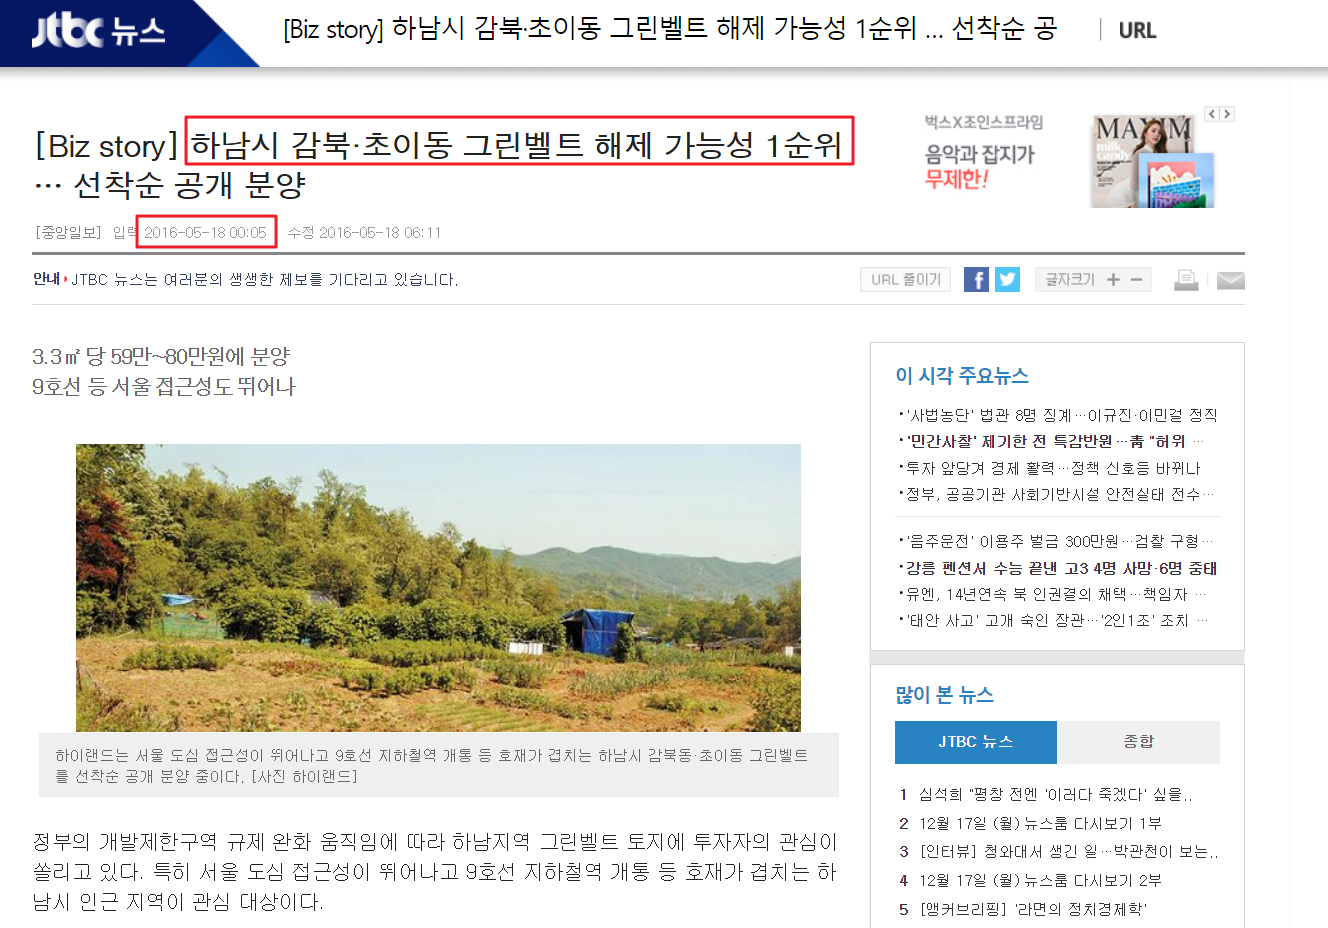 jtbc 뉴스
[Biz story] 하남시 감북·초이동 그린벨트 해제 가능성 1순위 ... 선착순 공
URL
[Biz story] 하남시 감북·초이동 그린벨트 해제 가능성 1순위
… 선착순 공개 분양
[중앙일보] 입력 2016-05-18 00:05 수정 2016-05-18 06:11
벅스X조인스프라임
음악과 잡지가
무제한!
MAXIM
milk
candy
안내 JTBC 뉴스는 여러분의 생생한 제보를 기다리고 있습니다.
URL 줄이기
글자크기 + −
3.3㎡ 당 59만~80만원에 분양
9호선 등 서울 접근성도 뛰어나
하이랜드는 서울 도심 접근성이 뛰어나고 9호선 지하철역 개통 등 호재가 겹치는 하남시 감북동·초이동 그린벨트
를 선착순 공개 분양 중이다. [사진 하이랜드]
정부의 개발제한구역 규제 완화 움직임에 따라 하남지역 그린벨트 토지에 투자자의 관심이
쏠리고 있다. 특히 서울 도심 접근성이 뛰어나고 9호선 지하철역 개통 등 호재가 겹치는 하
남시 인근 지역이 관심 대상이다.
이 시각 주요뉴스
'사법농단' 법관 8명 징계…이규진·이민걸 정직
'민간사찰' 제기한 전 특감반원…靑 "허위 …
투자 앞당겨 경제 활력…정책 신호등 바뀌나
정부, 공공기관 사회기반시설 안전실태 전수…
'음주운전' 이용주 벌금 300만원…검찰 구형…
강릉 펜션서 수능 끝낸 고3 4명 사망·6명 중태
유엔, 14년연속 북 인권결의 채택…책임자 …
'태안 사고' 고개 숙인 장관…'2인1조' 조치 …
많이 본 뉴스
JTBC 뉴스
종합
1 심석희 "평창 전엔 '이러다 죽겠다' 싶을..
2 12월 17일 (월) 뉴스룸 다시보기 1부
3 [인터뷰] 청와대서 생긴 일…박관천이 보는..
4 12월 17일 (월) 뉴스룸 다시보기 2부
5 [앵커브리핑] '라면의 정치경제학'